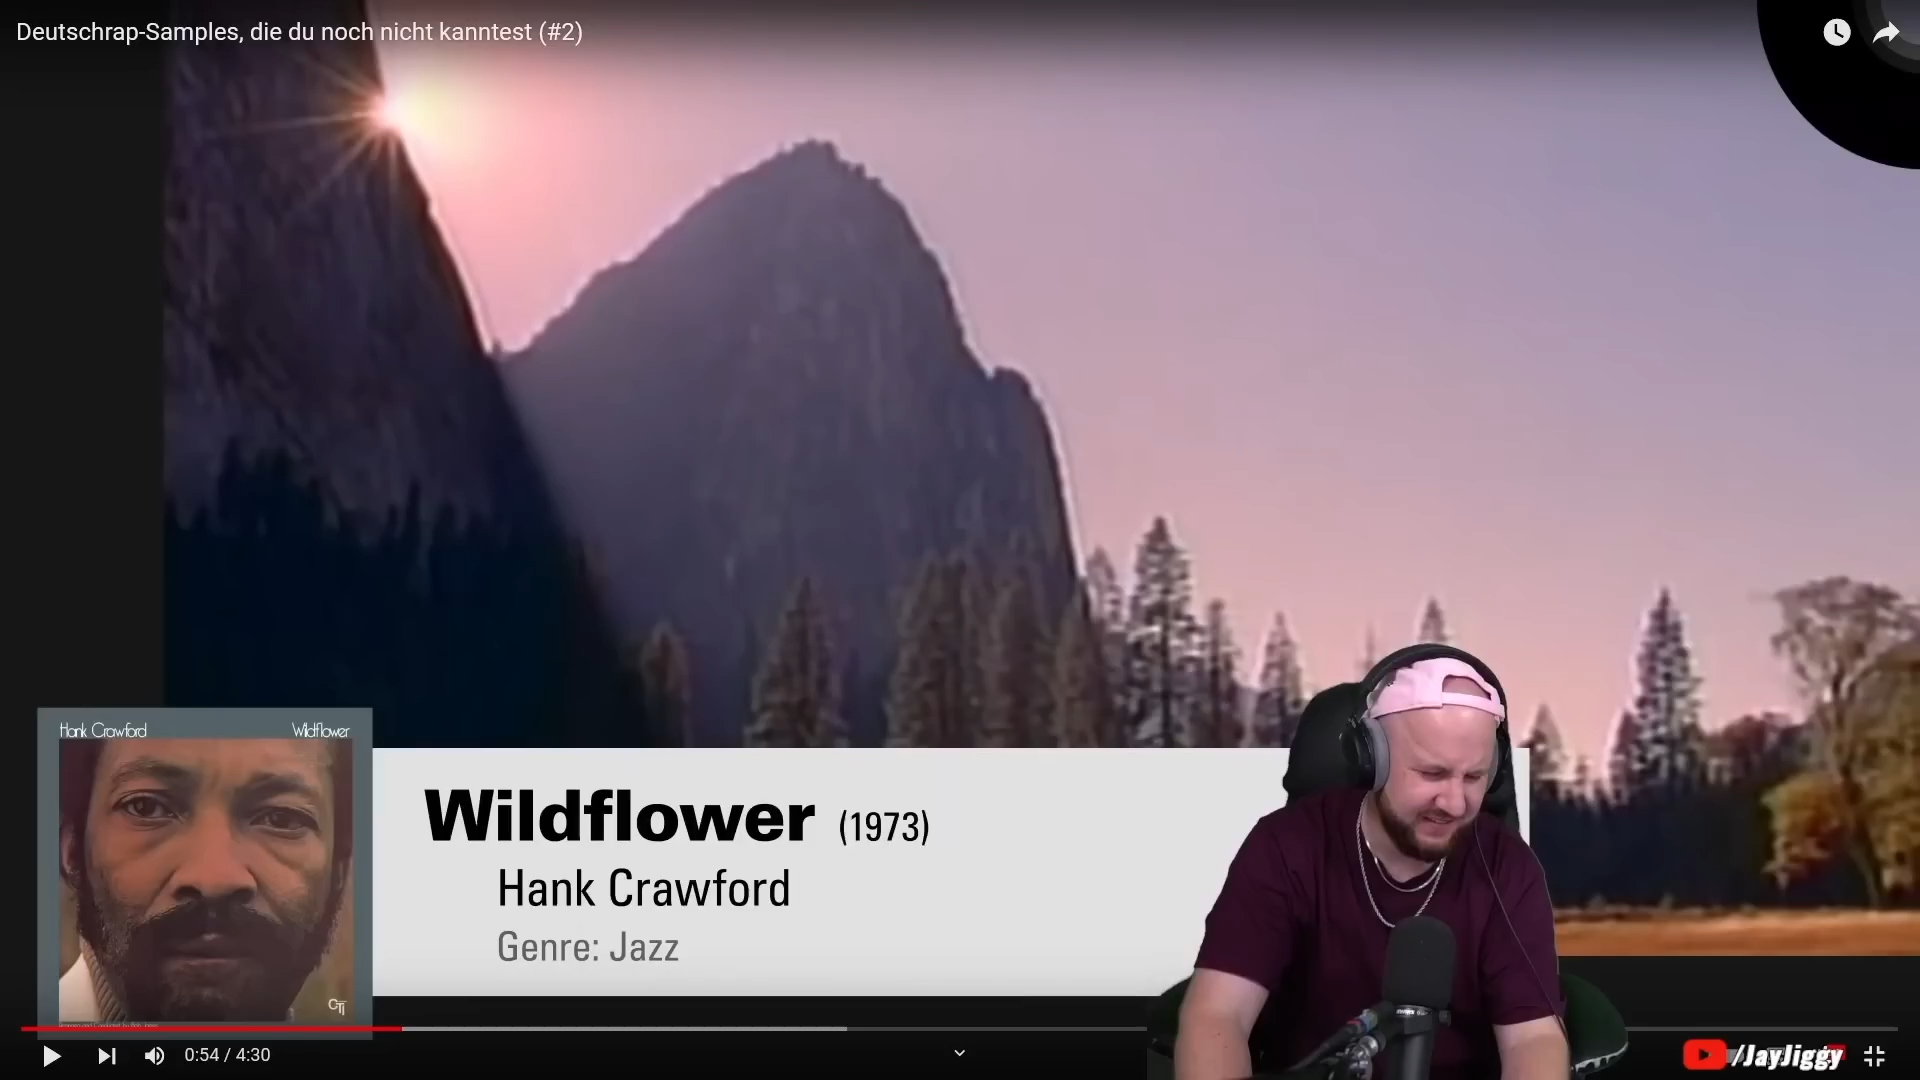 Deutschrap-Samples, die du noch nicht kanntest (#2)
Hank Crawford Wildflower
Wildflower (1973)
Hank Crawford
Genre: Jazz
CTI
0:54 / 4:30
/JayJiggy